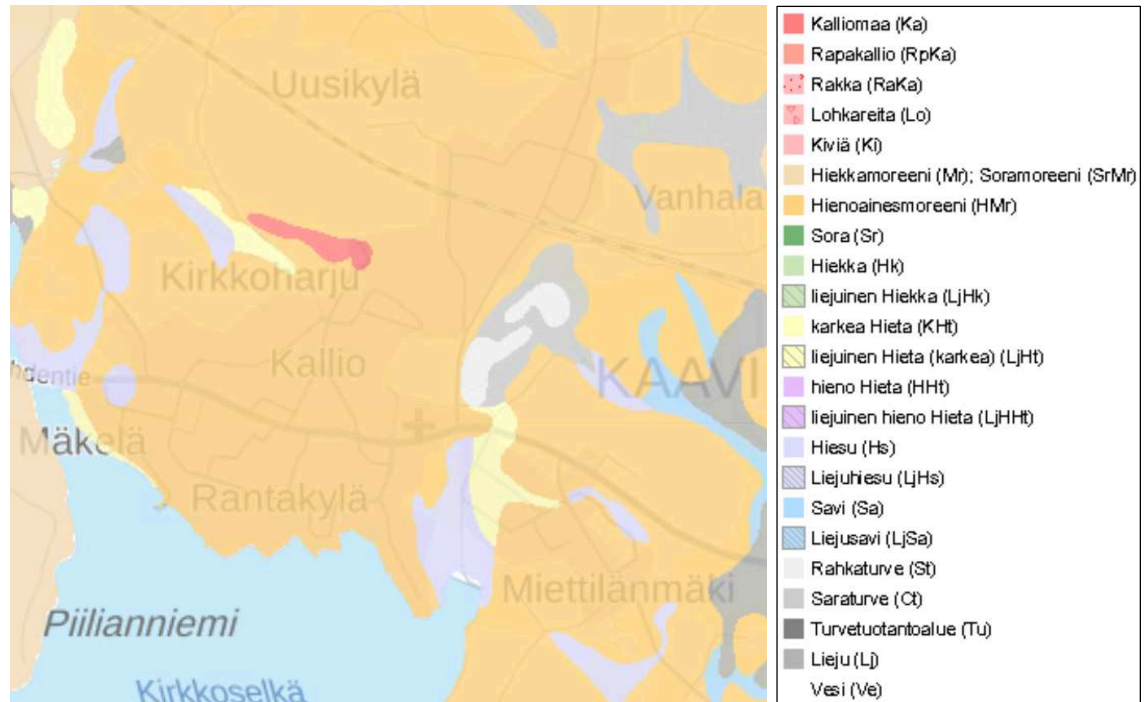 Uusikylä
Vanhala
Kirkkoharju
Kallio
KAAVI
hdentie
Mäkelä
Rantakylä
Miettilänmäki
Piilianniemi
Kirkkoselkä
Kalliomaa (Ka)
Rapakallio (RpKa)
Rakka (RaKa)
Lohkareita (Lo)
Kiviä (Ki)
Hiekkamoreeni (Mr); Soramoreeni (SrMr)
Hienoainesmoreeni (HMr)
Sora (Sr)
Hiekka (Hk)
liejuinen Hiekka (LjHk)
karkea Hieta (KHt)
liejuinen Hieta (karkea) (LjHt)
hieno Hieta (HHt)
liejuinen hieno Hieta (LjHHt)
Hiesu (Hs)
Liejuhiesu (LjHs)
Savi (Sa)
Liejusavi (LjSa)
Rahkaturve (St)
Saraturve (Ct)
Turvetuotantoalue (Tu)
Lieju (Lj)
Vesi (Ve)